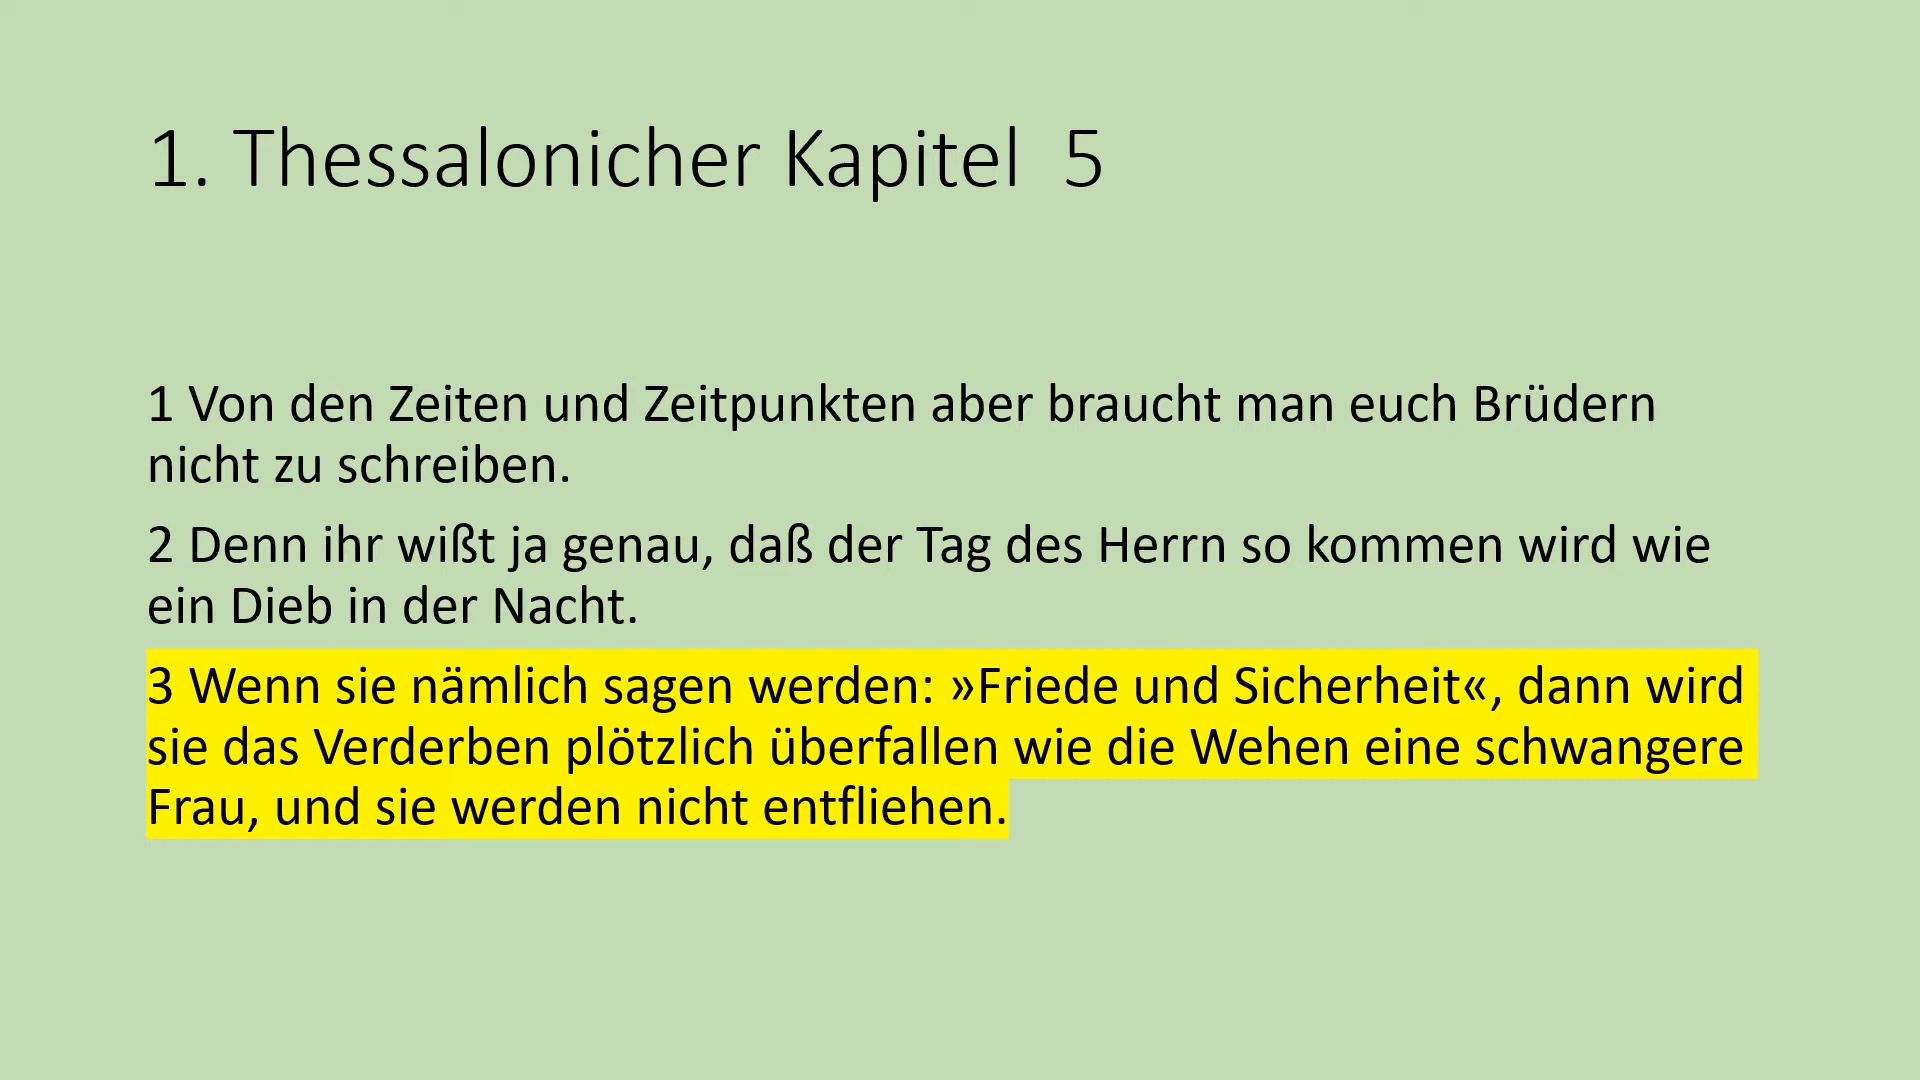 1. Thessalonicher Kapitel  5
1 Von den Zeiten und Zeitpunkten aber braucht man euch Brüdern
nicht zu schreiben.
2 Denn ihr wißt ja genau, daß der Tag des Herrn so kommen wird wie
ein Dieb in der Nacht.
3 Wenn sie nämlich sagen werden: »Friede und Sicherheit«, dann wird
sie das Verderben plötzlich überfallen wie die Wehen eine schwangere
Frau, und sie werden nicht entfliehen.